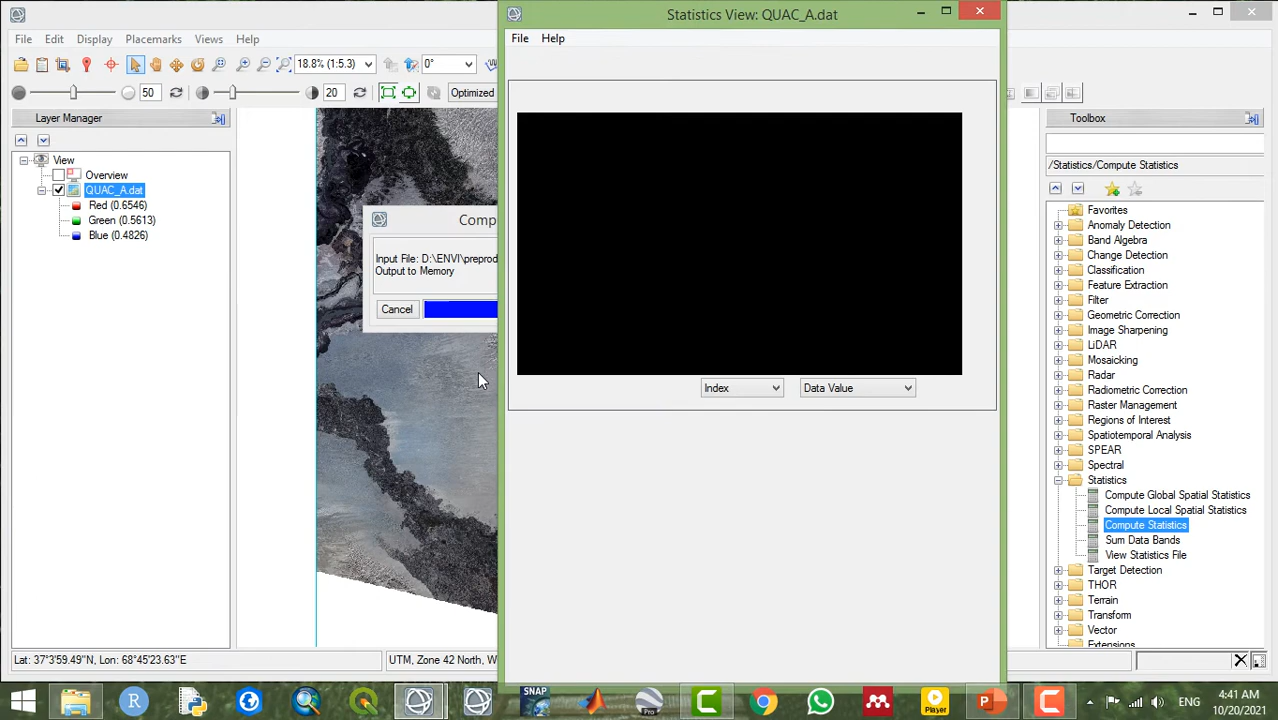 Statistics View: QUAC_A.dat
File Edit Display Placemarks Views Help
File Help
18.8% (1:5.3) 0°
50 20 Optimized
Layer Manager
Toolbox
View
/Statistics/Compute Statistics
Overview
QUAC_A.dat
Red (0.6546)
Green (0.5613)
Blue (0.4826)
Comp
Input File: D:\ENVI\preprod
Output to Memory
Cancel
Index Data Value
Favorites
Anomaly Detection
Band Algebra
Change Detection
Classification
Feature Extraction
Filter
Geometric Correction
Image Sharpening
LiDAR
Mosaicking
Radar
Radiometric Correction
Raster Management
Regions of Interest
Spatiotemporal Analysis
SPEAR
Spectral
Statistics
Compute Global Spatial Statistics
Compute Local Spatial Statistics
Compute Statistics
Sum Data Bands
View Statistics File
Target Detection
THOR
Terrain
Transform
Vector
Extensions
Lat: 37°3'59.49"N, Lon: 68°45'23.63"E
UTM, Zone 42 North, W
R
SNAP
Pro
Player
P
ENG
4:41 AM
10/20/2021